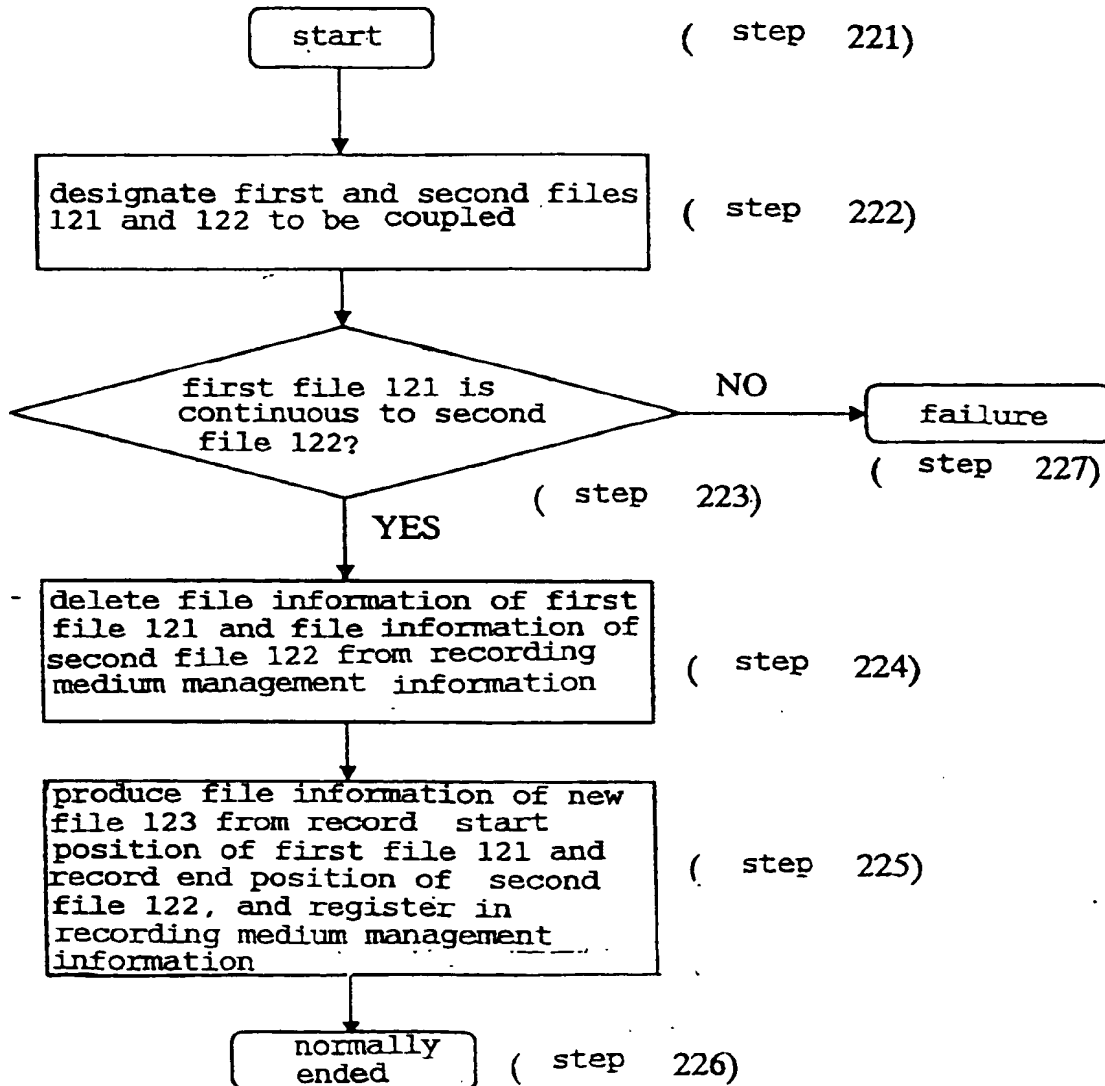 start
( step 221)
designate first and second files
121 and 122 to be coupled
( step 222)
first file 121 is
continuous to second
file 122?
NO
failure
( step 227)
( step 223)
YES
delete file information of first
file 121 and file information of
second file 122 from recording
medium management information
( step 224)
produce file information of new
file 123 from record start
position of first file 121 and
record end position of second
file 122, and register in
recording medium management
information
( step 225)
normally
ended
( step 226)